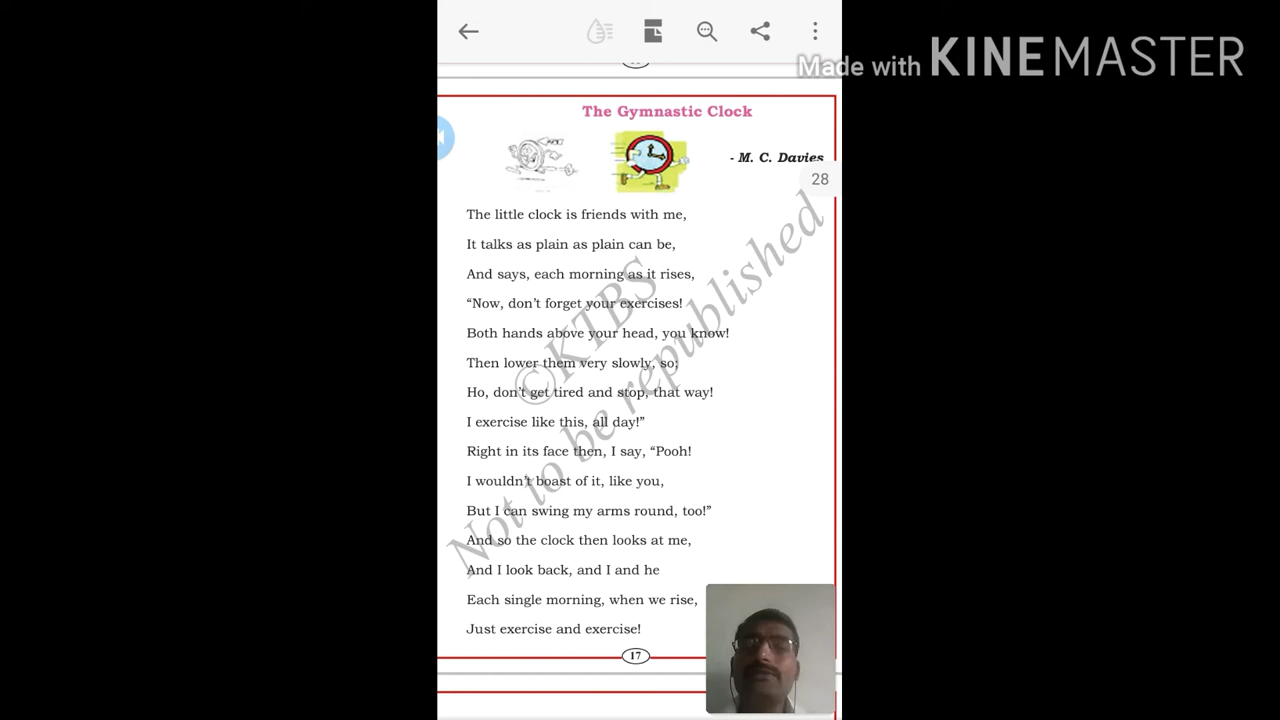 Made with KINEMASTER
The Gymnastic Clock
- M. C. Davies
28
The little clock is friends with me,
It talks as plain as plain can be,
And says, each morning as it rises,
“Now, don’t forget your exercises!
Both hands above your head, you know!
Then lower them very slowly, so;
Ho, don’t get tired and stop, that way!
I exercise like this, all day!”
Right in its face then, I say, “Pooh!
I wouldn’t boast of it, like you,
But I can swing my arms round, too!”
And so the clock then looks at me,
And I look back, and I and he
Each single morning, when we rise,
Just exercise and exercise!
17
©KTBS
Not to be republished